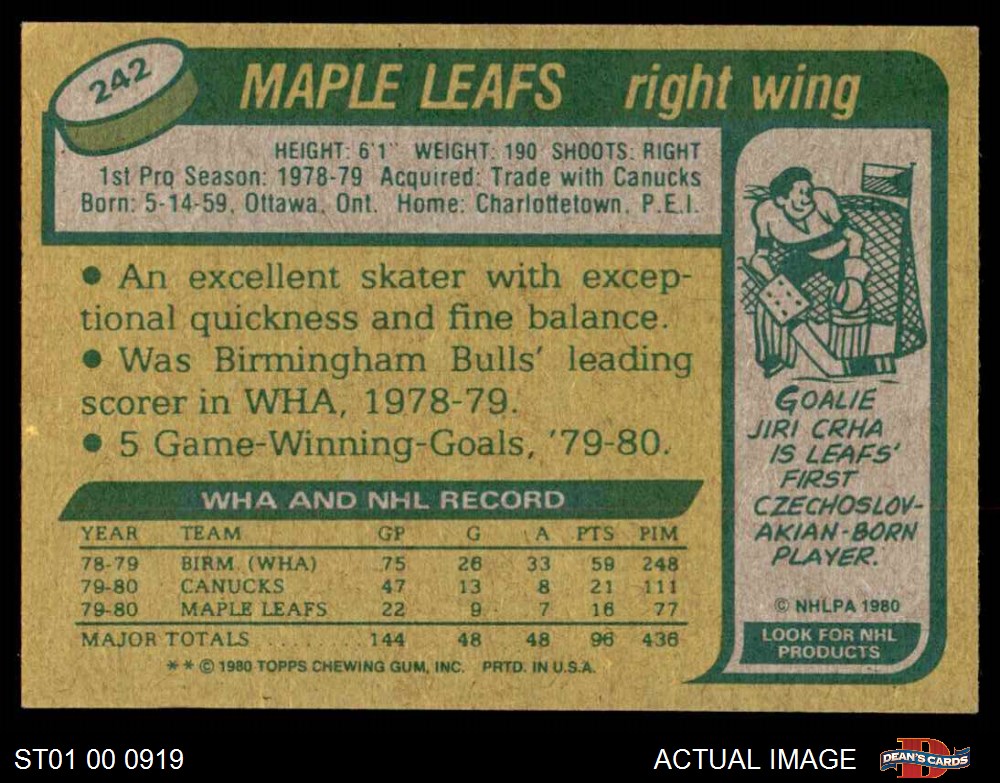 242
MAPLE LEAFS right wing
HEIGHT: 6'1" WEIGHT: 190 SHOOTS: RIGHT
1st Pro Season: 1978-79 Acquired: Trade with Canucks
Born: 5-14-59, Ottawa, Ont. Home: Charlottetown, P.E.I.
• An excellent skater with excep-
tional quickness and fine balance.
• Was Birmingham Bulls' leading
scorer in WHA, 1978-79.
• 5 Game-Winning-Goals, '79-80.
WHA AND NHL RECORD
YEAR TEAM GP G A PTS PIM
78-79 BIRM. (WHA) 75 26 33 59 248
79-80 CANUCKS 47 13 8 21 111
79-80 MAPLE LEAFS 22 9 7 16 77
MAJOR TOTALS ........ 144 48 48 96 436
** © 1980 TOPPS CHEWING GUM, INC. PRTD. IN U.S.A.
GOALIE
JIRI CRHA
IS LEAFS'
FIRST
CZECHOSLOV-
AKIAN-BORN
PLAYER.
© NHLPA 1980
LOOK FOR NHL
PRODUCTS
ST01 00 0919
ACTUAL IMAGE
DEAN'S CARDS